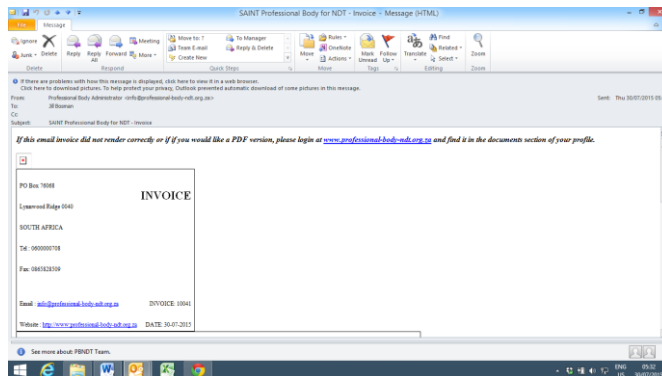 SAINT Professional Body for NDT - Invoice - Message (HTML)
File Message
Ignore
Junk
Delete
Reply
Reply All
Forward
Meeting
More
Move to: ?
Team E-mail
Create New
To Manager
Reply & Delete
Move
Rules
OneNote
Actions
Mark Unread
Follow Up
Translate
Find
Related
Select
Zoom
Delete Respond Quick Steps Move Tags Editing Zoom
If there are problems with how this message is displayed, click here to view it in a web browser.
Click here to download pictures. To help protect your privacy, Outlook prevented automatic download of some pictures in this message.
From: Professional Body Administrator <info@professional-body-ndt.org.za> Sent: Thu 30/07/2015 05:
To:
Cc:
Subject: SAINT Professional Body for NDT - Invoice
If this email invoice did not render correctly or if if you would like a PDF version, please login at www.professional-body-ndt.org.za and find it in the documents section of your profile.
PO Box 76068
INVOICE
Lynnwood Ridge 0040
SOUTH AFRICA
Tel : 0600000708
Fax: 0865828509
Email : info@professional-body-ndt.org.za INVOICE: 10041
Website : http://www.professional-body-ndt.org.za DATE: 30-07-2015
See more about: PBNDT Team.
ENG 05:32
US 30/07/2015